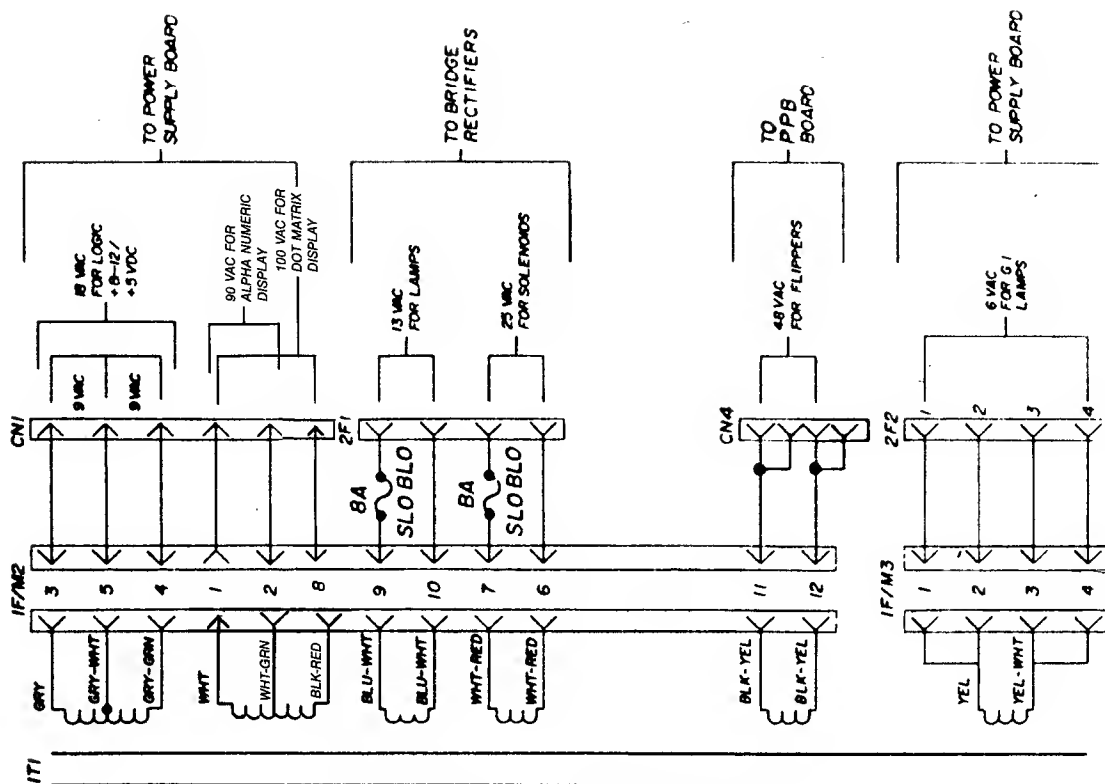 TO POWER
SUPPLY BOARD
TO BRIDGE
RECTIFIERS
TO
PPB
BOARD
TO POWER
SUPPLY BOARD
18 VAC
FOR LOGIC
+8-12/
+5 VDC
90 VAC FOR
ALPHA NUMERIC
DISPLAY
100 VAC FOR
DOT MATRIX
DISPLAY
13 VAC
FOR LAMPS
25 VAC
FOR SOLENOIDS
48 VAC
FOR FLIPPERS
6 VAC
FOR G I
LAMPS
9 VAC
9 VAC
CN1
2F1
CN4
2F2
1
2
3
4
8A
SLO BLO
8A
SLO BLO
1F/M2
3
5
4
1
2
8
9
10
7
6
11
12
1F/M3
1
2
3
4
GRY
GRY-WHT
GRY-GRN
WHT
WHT-GRN
BLK-RED
BLU-WHT
BLU-WHT
WHT-RED
WHT-RED
BLK-YEL
BLK-YEL
YEL
YEL-WHT
1T1